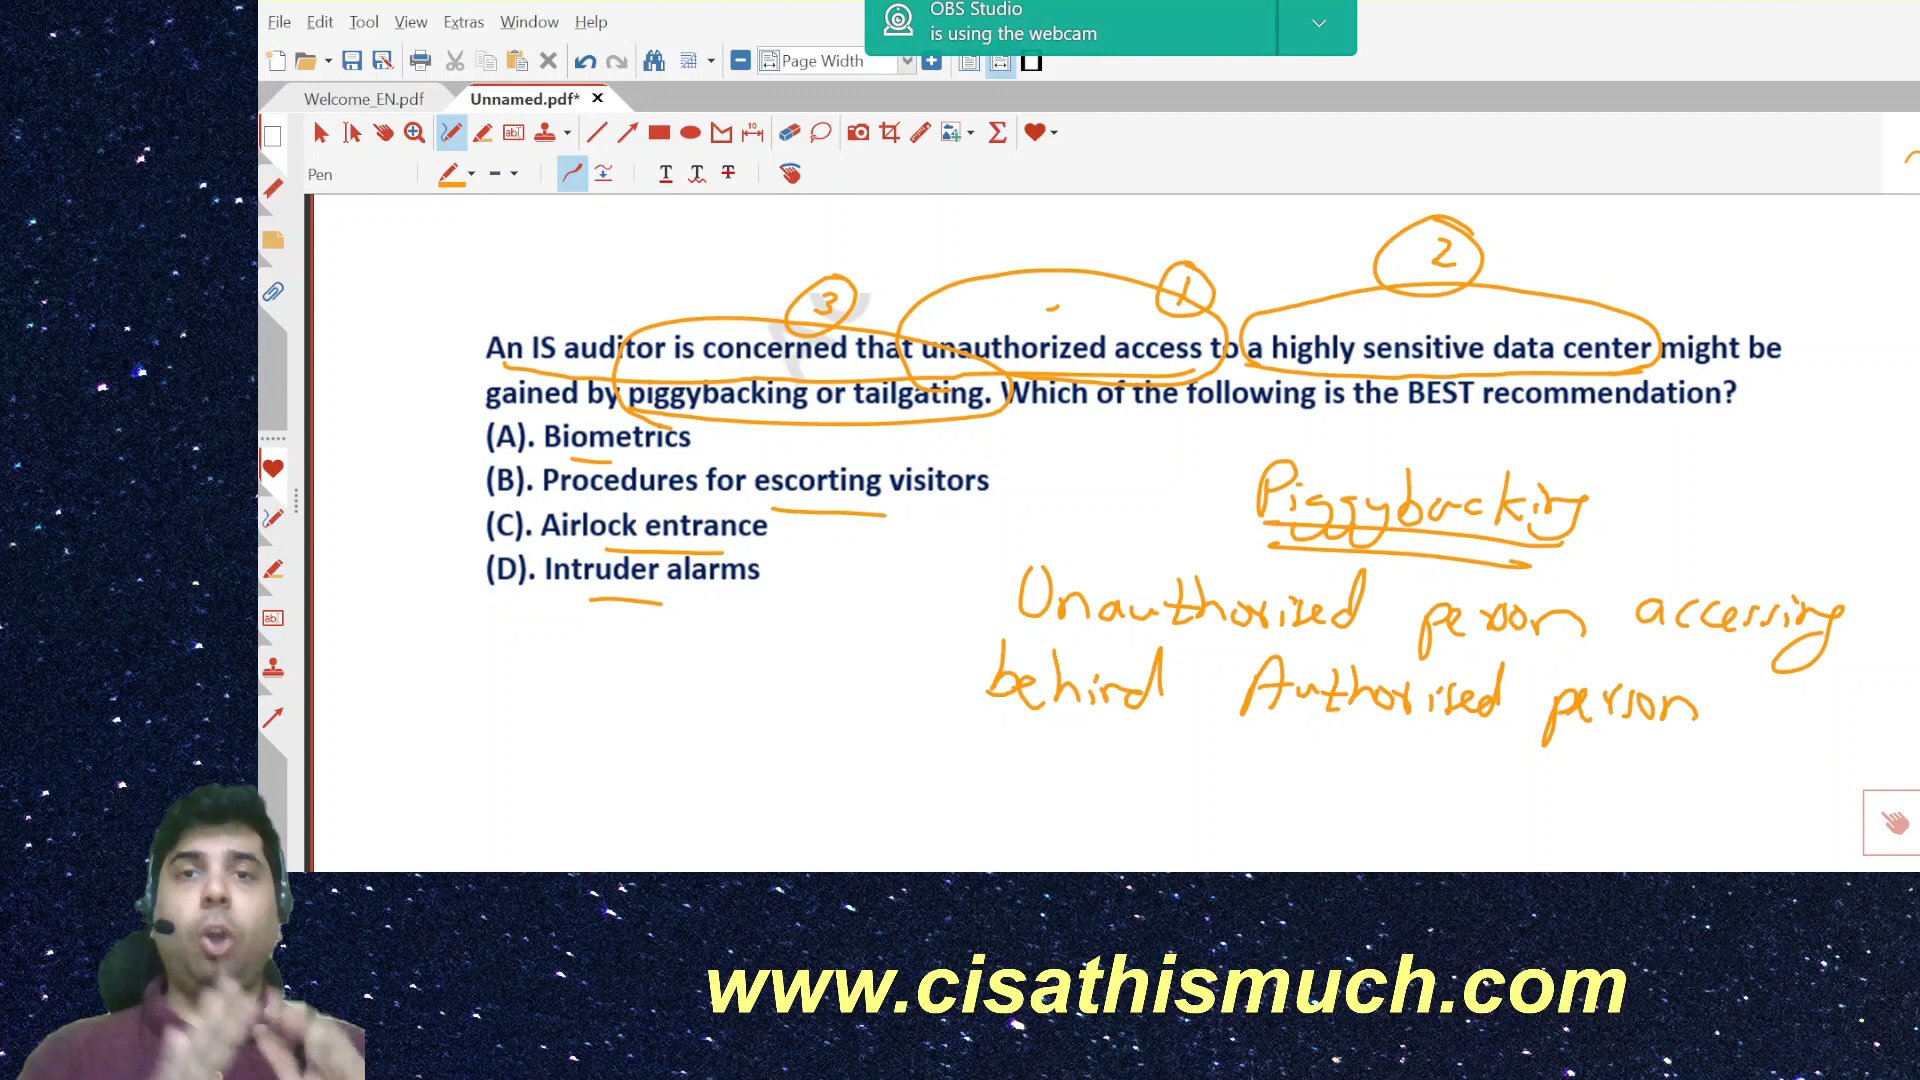 OBS Studio
is using the webcam
File Edit Tool View Extras Window Help
Page Width
Welcome_EN.pdf Unnamed.pdf*
Pen
2
3
1
An IS auditor is concerned that unauthorized access to a highly sensitive data center might be
gained by piggybacking or tailgating. Which of the following is the BEST recommendation?
(A). Biometrics
(B). Procedures for escorting visitors
(C). Airlock entrance
(D). Intruder alarms
Piggybacking
Unauthorised person accessing
behind Authorised person
www.cisathismuch.com